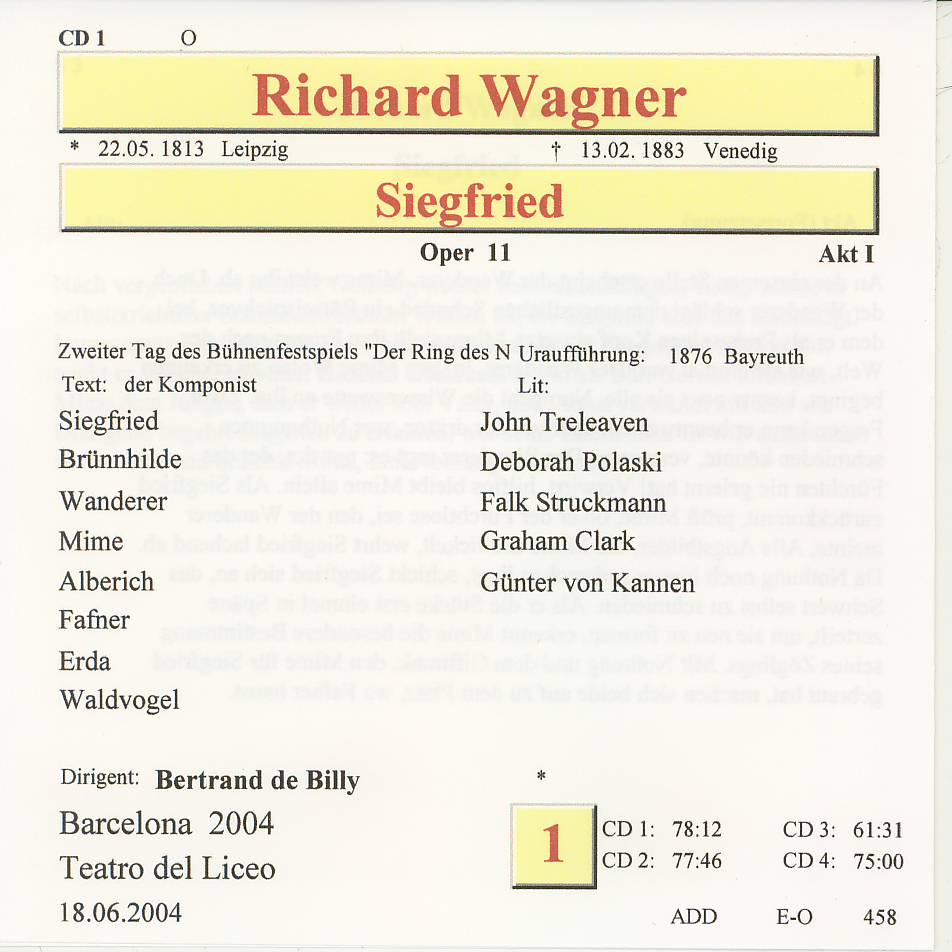 CD 1 O
Richard Wagner
* 22.05. 1813 Leipzig † 13.02. 1883 Venedig
Siegfried
Oper 11 Akt I
Zweiter Tag des Bühnenfestspiels "Der Ring des N Uraufführung: 1876 Bayreuth
Text: der Komponist Lit:
Siegfried John Treleaven
Brünnhilde Deborah Polaski
Wanderer Falk Struckmann
Mime Graham Clark
Alberich Günter von Kannen
Fafner
Erda
Waldvogel
Dirigent: Bertrand de Billy *
Barcelona 2004
Teatro del Liceo
18.06.2004
1
CD 1: 78:12 CD 3: 61:31
CD 2: 77:46 CD 4: 75:00
ADD E-O 458